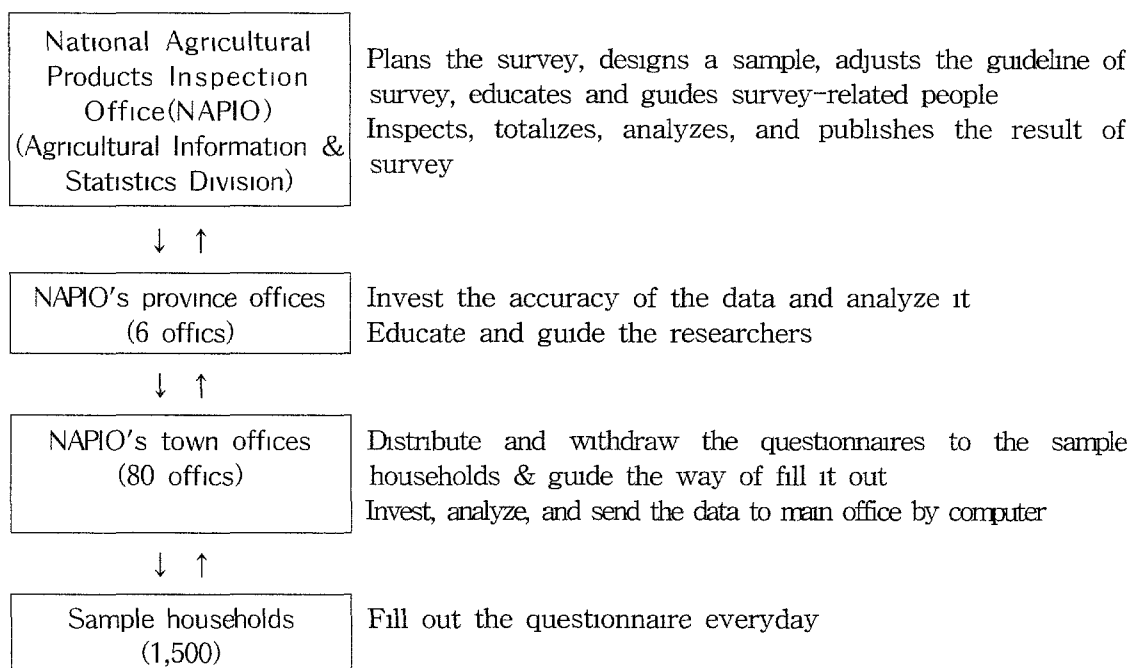 National Agricultural
Products Inspection
Office(NAPIO)
(Agricultural Information &
Statistics Division)
Plans the survey, designs a sample, adjusts the guideline of
survey, educates and guides survey-related people
Inspects, totalizes, analyzes, and publishes the result of
survey
↓ ↑
NAPIO's province offices
(6 offics)
Invest the accuracy of the data and analyze it
Educate and guide the researchers
↓ ↑
NAPIO's town offices
(80 offics)
Distribute and withdraw the questionnaires to the sample
households & guide the way of fill it out
Invest, analyze, and send the data to main office by computer
↓ ↑
Sample households
(1,500)
Fill out the questionnaire everyday